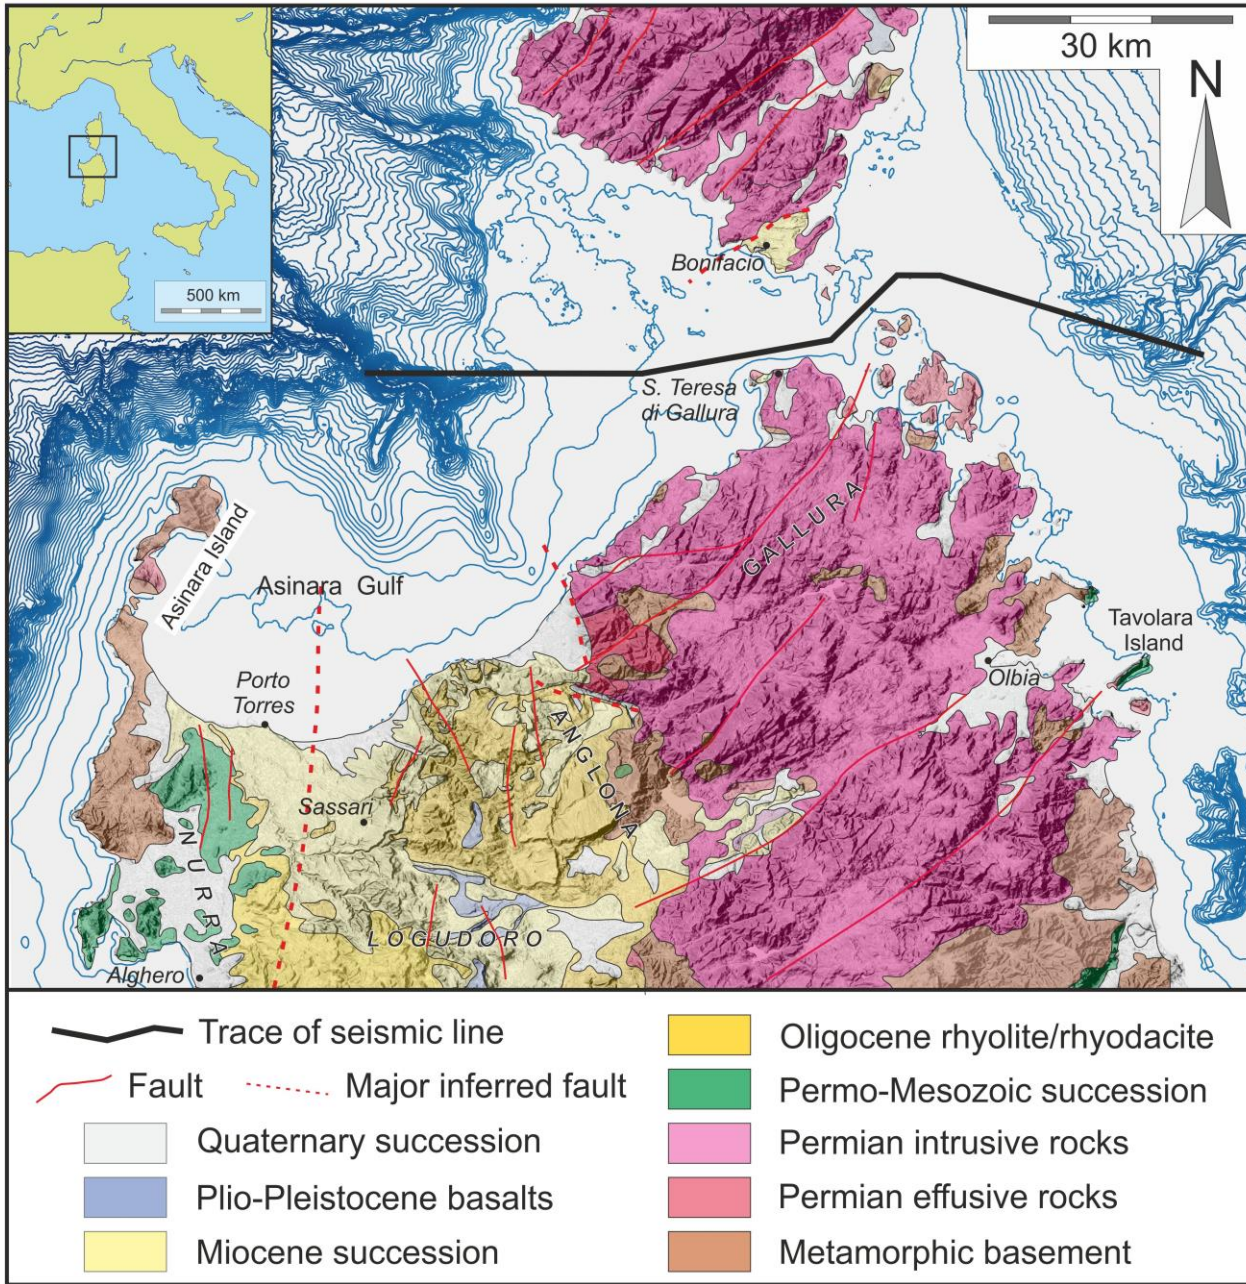 30 km
N
500 km
Bonifacio
S. Teresa
di Gallura
GALLURA
Asinara Island
Asinara Gulf
Tavolara
Island
Olbia
Porto
Torres
ANGLONA
Sassari
NURRA
LOGUDORO
Alghero
Trace of seismic line
Fault
Major inferred fault
Quaternary succession
Plio-Pleistocene basalts
Miocene succession
Oligocene rhyolite/rhyodacite
Permo-Mesozoic succession
Permian intrusive rocks
Permian effusive rocks
Metamorphic basement